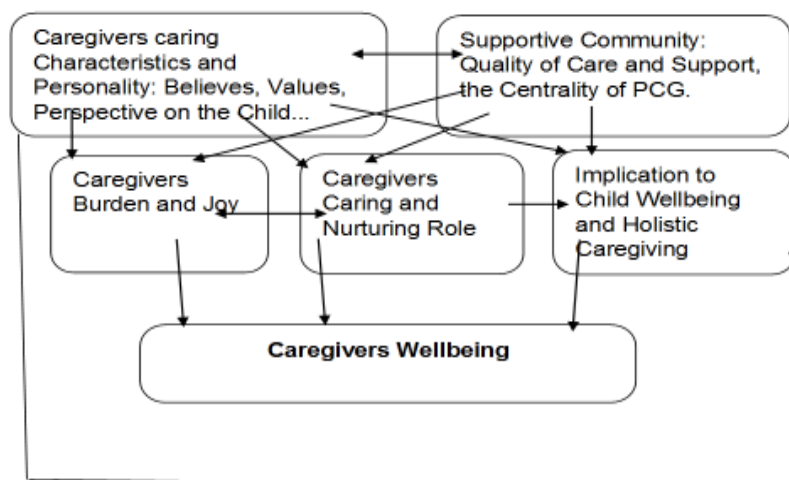 Caregivers caring
Characteristics and
Personality: Believes, Values,
Perspective on the Child...
Supportive Community:
Quality of Care and Support,
the Centrality of PCG.
Caregivers
Burden and Joy
Caregivers
Caring and
Nurturing Role
Implication to
Child Wellbeing
and Holistic
Caregiving
Caregivers Wellbeing